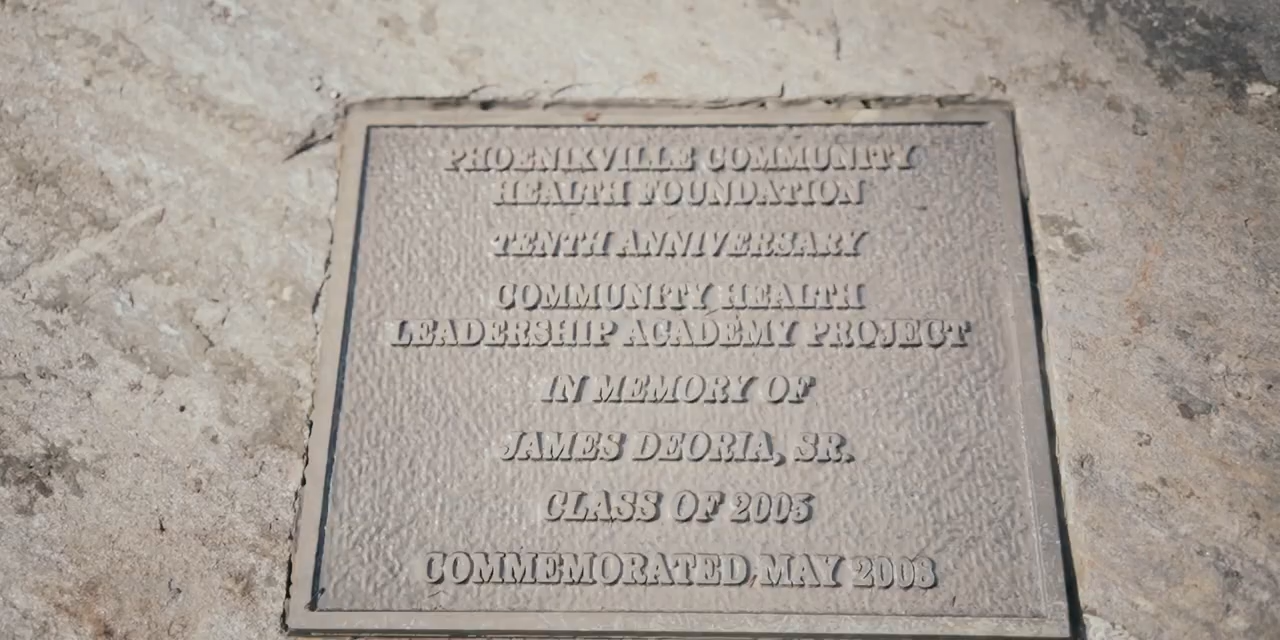 PHOENIXVILLE COMMUNITY
HEALTH FOUNDATION
TENTH ANNIVERSARY
COMMUNITY HEALTH
LEADERSHIP ACADEMY PROJECT
IN MEMORY OF
JAMES DEORIA, SR.
CLASS OF 2005
COMMEMORATED MAY 2008